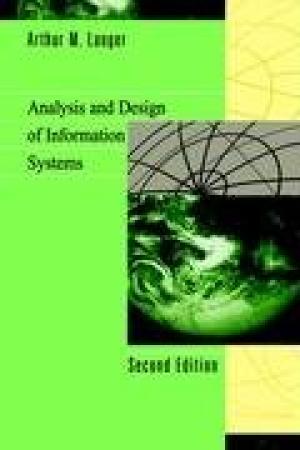 Arthur M. Langer
Analysis and Design
of Information
Systems
Second Edition